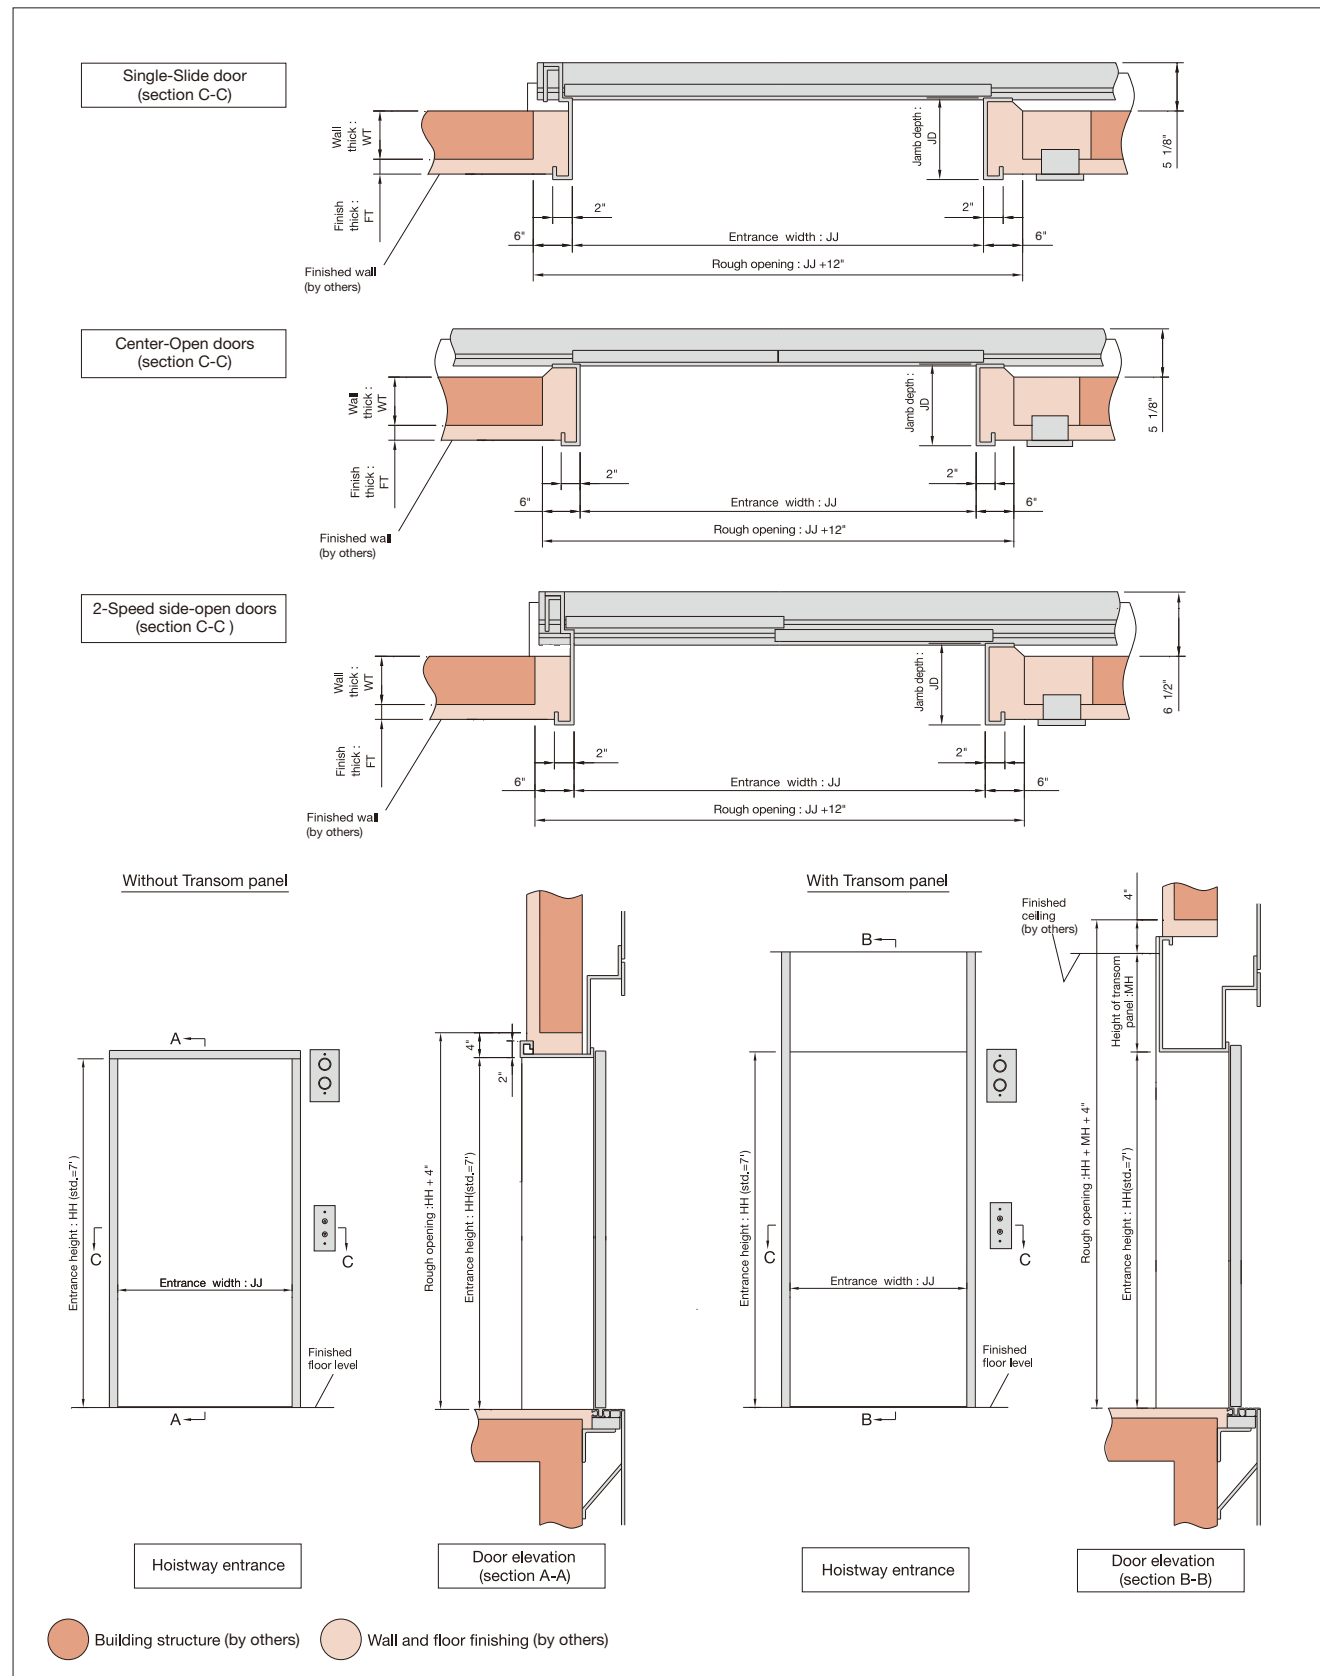 Single-Slide door
(section C-C)
Wall
thick :
WT
Finish
thick :
FT
Finished wall
(by others)
Jamb depth :
JD
5 1/8"
2"
2"
6"
Entrance width : JJ
6"
Rough opening : JJ +12"
Center-Open doors
(section C-C)
Wall
thick :
WT
Finish
thick :
FT
Finished wall
(by others)
Jamb depth :
JD
5 1/8"
2"
2"
6"
Entrance width : JJ
6"
Rough opening : JJ +12"
2-Speed side-open doors
(section C-C )
Wall
thick :
WT
Finish
thick :
FT
Finished wall
(by others)
Jamb depth :
JD
6 1/2"
2"
2"
6"
Entrance width : JJ
6"
Rough opening : JJ +12"
Without Transom panel
A
Entrance height : HH (std.=7')
C
C
Entrance width : JJ
Finished
floor level
A
4"
2"
Rough opening :HH + 4"
Entrance height : HH(std.=7')
With Transom panel
B
Entrance height : HH (std.=7')
C
C
Entrance width : JJ
Finished
floor level
B
Finished
ceiling
(by others)
4"
Height of transom
panel :MH
Rough opening :HH + MH + 4"
Entrance height : HH(std.=7')
Hoistway entrance
Door elevation
(section A-A)
Hoistway entrance
Door elevation
(section B-B)
Building structure (by others)
Wall and floor finishing (by others)